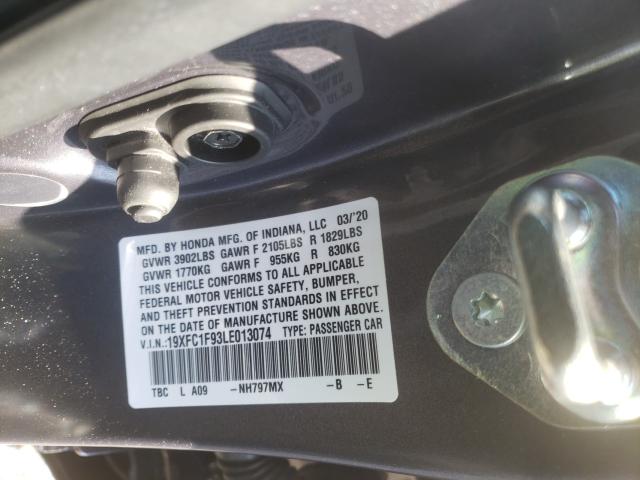 01.50
MFD. BY HONDA MFG. OF INDIANA, LLC 03/'20
GVWR 3902LBS GAWR F 2105LBS R 1829LBS
GVWR 1770KG GAWR F 955KG R 830KG
THIS VEHICLE CONFORMS TO ALL APPLICABLE
FEDERAL MOTOR VEHICLE SAFETY, BUMPER,
AND THEFT PREVENTION STANDARDS IN EFFECT
ON THE DATE OF MANUFACTURE SHOWN ABOVE.
V.I.N.:19XFC1F93LE013074 TYPE: PASSENGER CAR
TBC L A09 -NH797MX -B -E